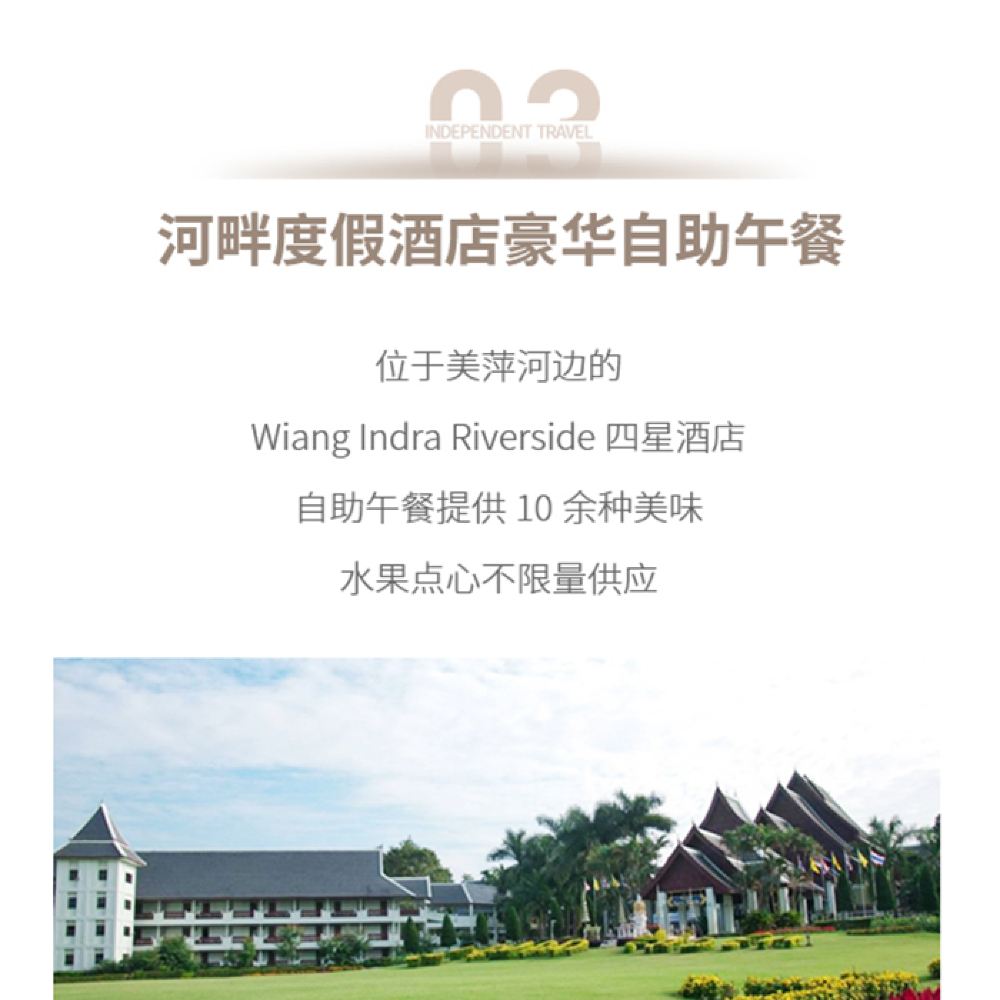 03
INDEPENDENT TRAVEL
河畔度假酒店豪华自助午餐
位于美萍河边的
Wiang Indra Riverside 四星酒店
自助午餐提供 10 余种美味
水果点心不限量供应